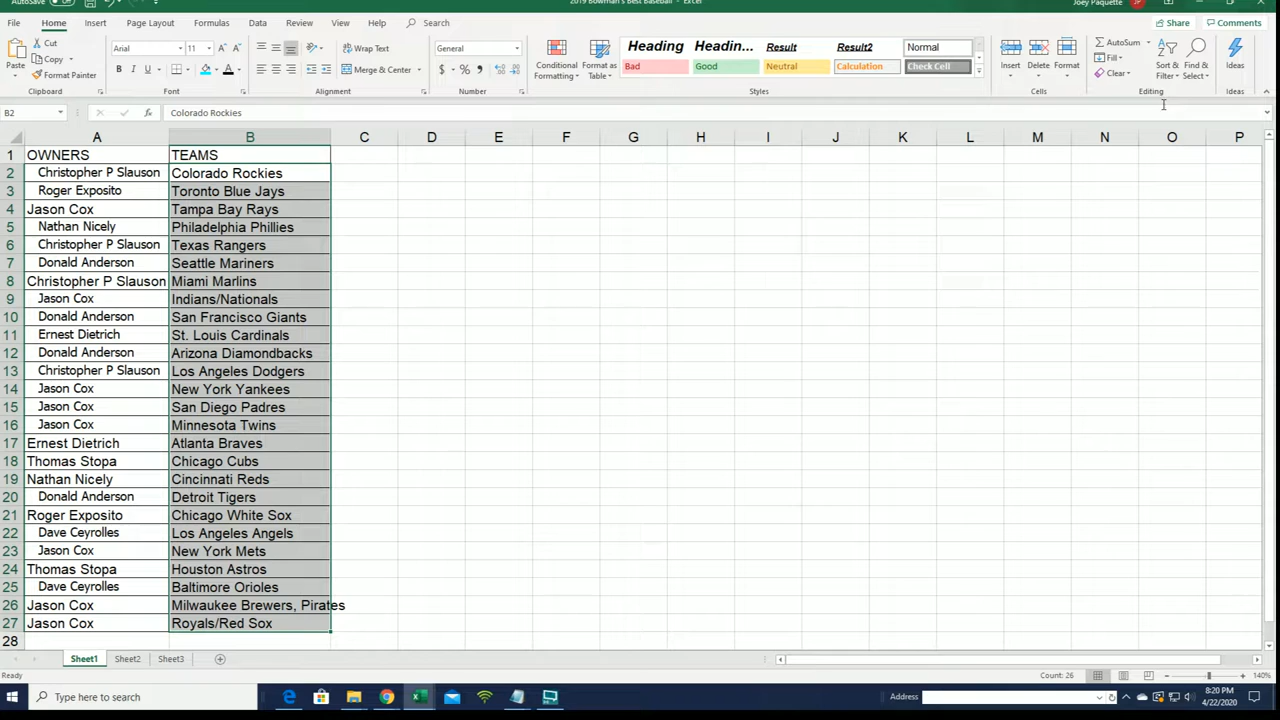 2019 Bowman's Best Baseball - Excel
Joey Paquette JP
File Home Insert Page Layout Formulas Data Review View Help Search Share Comments
Paste Cut Copy Format Painter Clipboard
Arial 11 B I U A Font
Wrap Text Merge & Center Alignment
General $ % Number
Conditional Formatting Format as Table
Heading Headin... Result Result2 Normal
Bad Good Neutral Calculation Check Cell
Styles
Insert Delete Format Cells
AutoSum Fill Clear Sort & Filter Find & Select Editing
Ideas Ideas
B2 fx Colorado Rockies
A B C D E F G H I J K L M N O P
1 OWNERS TEAMS
2 Christopher P Slauson Colorado Rockies
3 Roger Exposito Toronto Blue Jays
4 Jason Cox Tampa Bay Rays
5 Nathan Nicely Philadelphia Phillies
6 Christopher P Slauson Texas Rangers
7 Donald Anderson Seattle Mariners
8 Christopher P Slauson Miami Marlins
9 Jason Cox Indians/Nationals
10 Donald Anderson San Francisco Giants
11 Ernest Dietrich St. Louis Cardinals
12 Donald Anderson Arizona Diamondbacks
13 Christopher P Slauson Los Angeles Dodgers
14 Jason Cox New York Yankees
15 Jason Cox San Diego Padres
16 Jason Cox Minnesota Twins
17 Ernest Dietrich Atlanta Braves
18 Thomas Stopa Chicago Cubs
19 Nathan Nicely Cincinnati Reds
20 Donald Anderson Detroit Tigers
21 Roger Exposito Chicago White Sox
22 Dave Ceyrolles Los Angeles Angels
23 Jason Cox New York Mets
24 Thomas Stopa Houston Astros
25 Dave Ceyrolles Baltimore Orioles
26 Jason Cox Milwaukee Brewers, Pirates
27 Jason Cox Royals/Red Sox
28
Sheet1 Sheet2 Sheet3
Ready Count: 26 140%
Type here to search Address 8:20 PM
4/22/2020